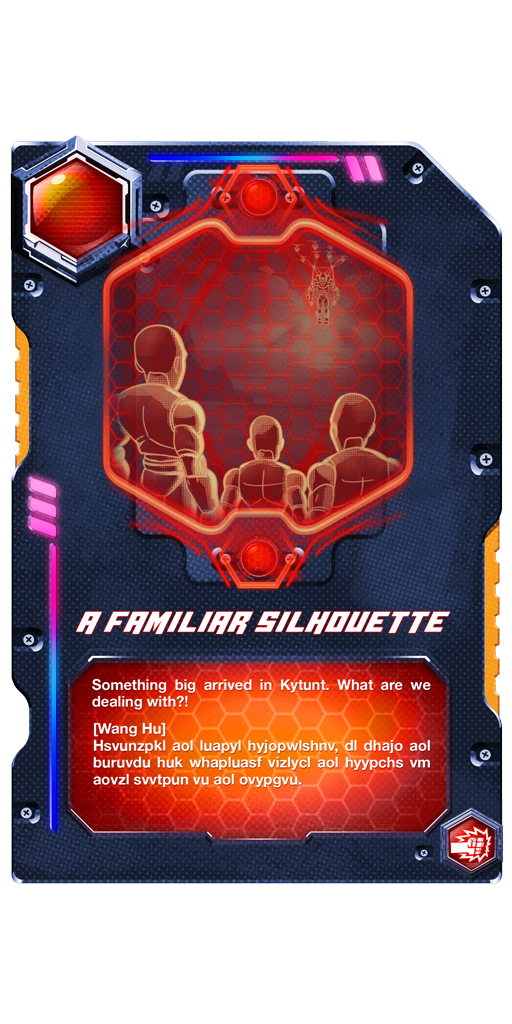 A FAMILIAR SILHOUETTE
Something big arrived in Kytunt. What are we
dealing with?!
[Wang Hu]
Hsvunzpkl aol luapyl hyjopwlshnv, dl dhajo aol
buruvdu huk whapluasf vizlycl aol hyypchs vm
aovzl svvtpun vu aol ovypgvu.